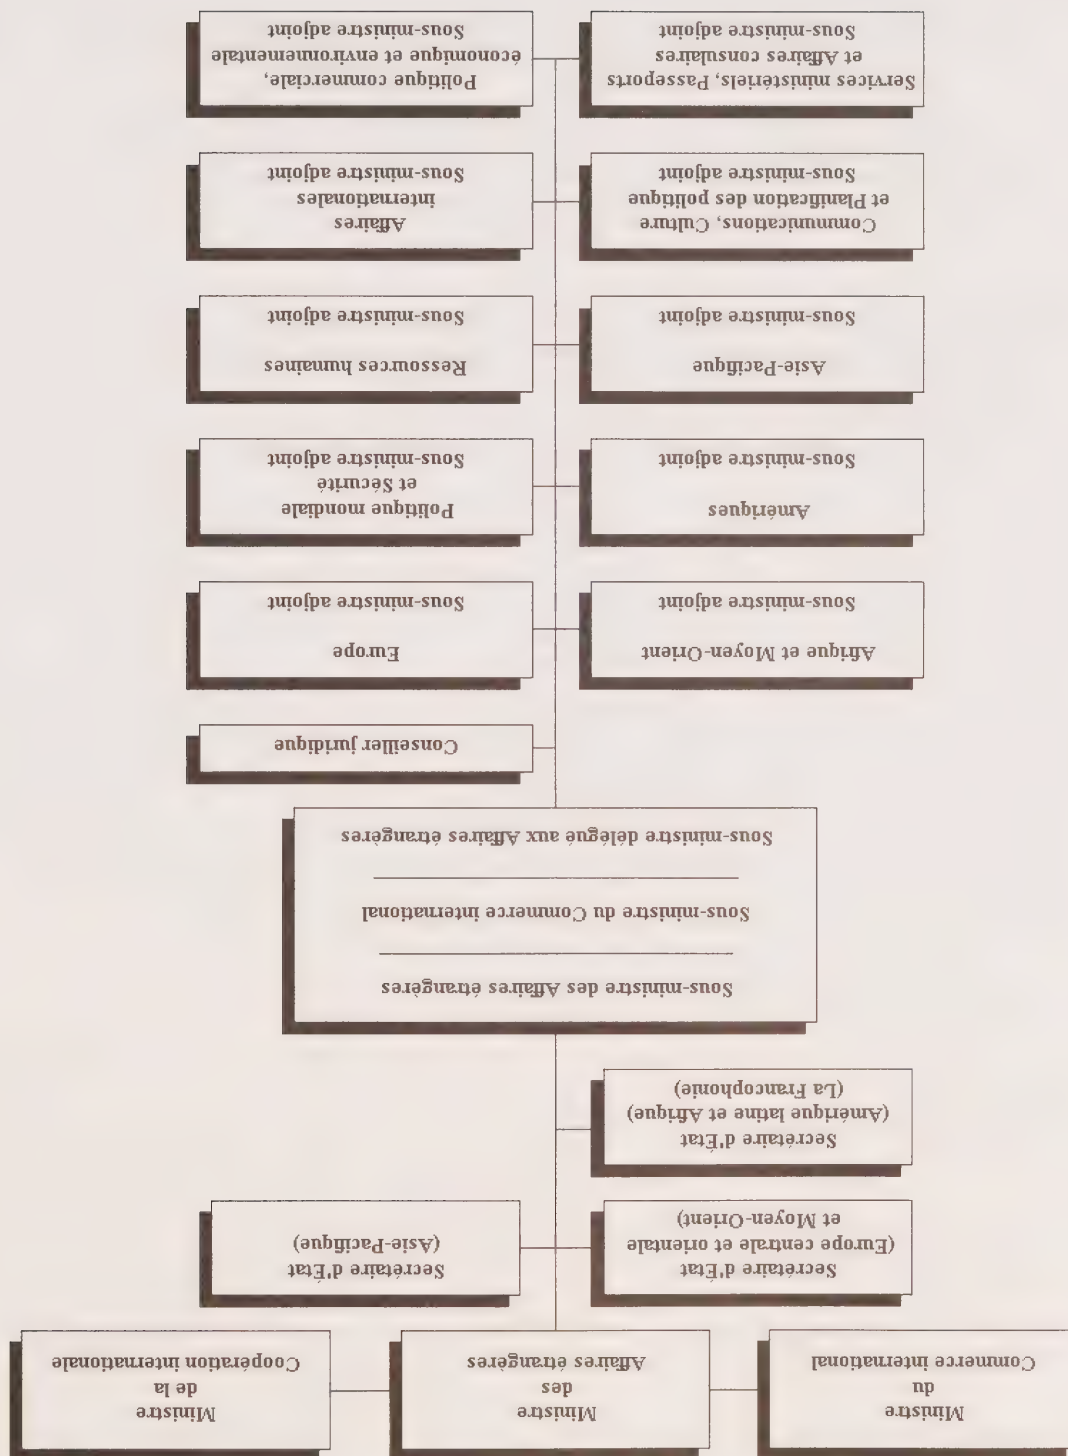 Ministre
du
Commerce international
Ministre
des
Affaires étrangères
Ministre
de la
Coopération internationale
Secrétaire d'État
(Europe centrale et orientale
et Moyen-Orient)
Secrétaire d'État
(Asie-Pacifique)
Secrétaire d'État
(Amérique latine et Afrique)
(La Francophonie)
Sous-ministre des Affaires étrangères
Sous-ministre du Commerce international
Sous-ministre délégué aux Affaires étrangères
Conseiller juridique
Afrique et Moyen-Orient
Sous-ministre adjoint
Europe
Sous-ministre adjoint
Amériques
Sous-ministre adjoint
Politique mondiale
et Sécurité
Sous-ministre adjoint
Asie-Pacifique
Sous-ministre adjoint
Ressources humaines
Sous-ministre adjoint
Communications, Culture
et Planification des politique
Sous-ministre adjoint
Affaires
internationales
Sous-ministre adjoint
Services ministériels, Passeports
et Affaires consulaires
Sous-ministre adjoint
Politique commerciale,
économique et environnementale
Sous-ministre adjoint